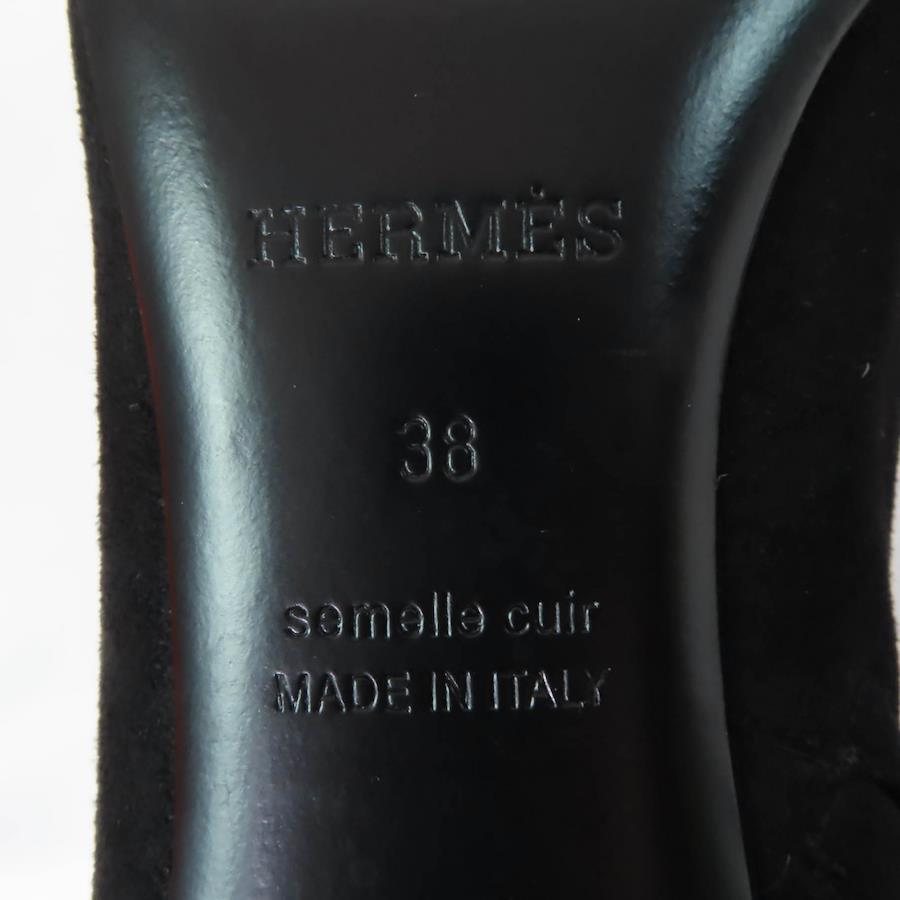 HERMÈS
38
semelle cuir
MADE IN ITALY